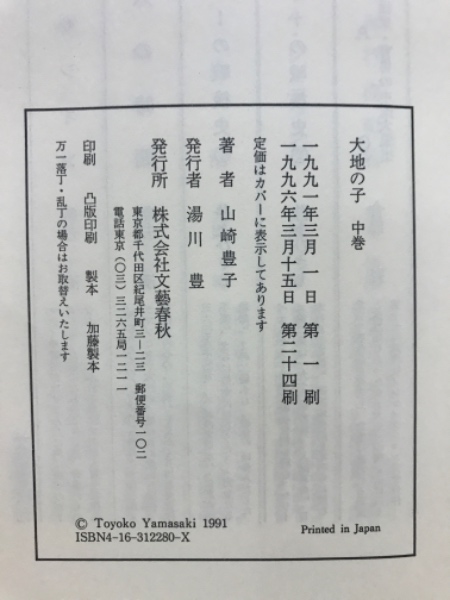 大地の子　中巻
一九九一年三月　一　日　第　一　刷
一九九六年三月十五日　第二十四刷
定価はカバーに表示してあります
著　者　山崎豊子
発行者　湯川　豊
発行所　株式会社文藝春秋
東京都千代田区紀尾井町三―二三　郵便番号一〇二
電話東京（〇三）三二六五局一二一一
印刷　凸版印刷　製本　加藤製本
万一落丁・乱丁の場合はお取替えいたします
© Toyoko Yamasaki 1991
ISBN4-16-312280-X
Printed in Japan